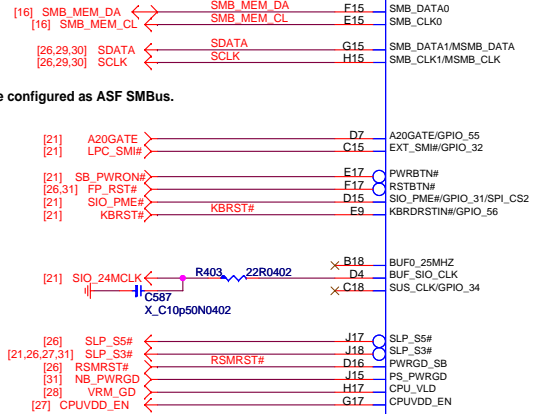 [16] SMB_MEM_DA SMB_MEM_DA F15 SMB_DATA0
[16] SMB_MEM_CL SMB_MEM_CL E15 SMB_CLK0
[26,29,30] SDATA SDATA G15 SMB_DATA1/MSMB_DATA
[26,29,30] SCLK SCLK H15 SMB_CLK1/MSMB_CLK
e configured as ASF SMBus.
[21] A20GATE D7 A20GATE/GPIO_55
[21] LPC_SMI# C15 EXT_SMI#/GPIO_32
[21] SB_PWRON# E17 PWRBTN#
[26,31] FP_RST# F17 RSTBTN#
[21] SIO_PME# D15 SIO_PME#/GPIO_31/SPI_CS2
[21] KBRST# KBRST# E9 KBRDRSTIN#/GPIO_56
B18 BUF0_25MHZ
[21] SIO_24MCLK R403 22R0402 D4 BUF_SIO_CLK
C18 SUS_CLK/GPIO_34
C587
X_C10p50N0402
[26] SLP_S5# J17 SLP_S5#
[21,26,27,31] SLP_S3# J18 SLP_S3#
[26] RSMRST# RSMRST# D16 PWRGD_SB
[31] NB_PWRGD J15 PS_PWRGD
[28] VRM_GD H17 CPU_VLD
[27] CPUVDD_EN G17 CPUVDD_EN